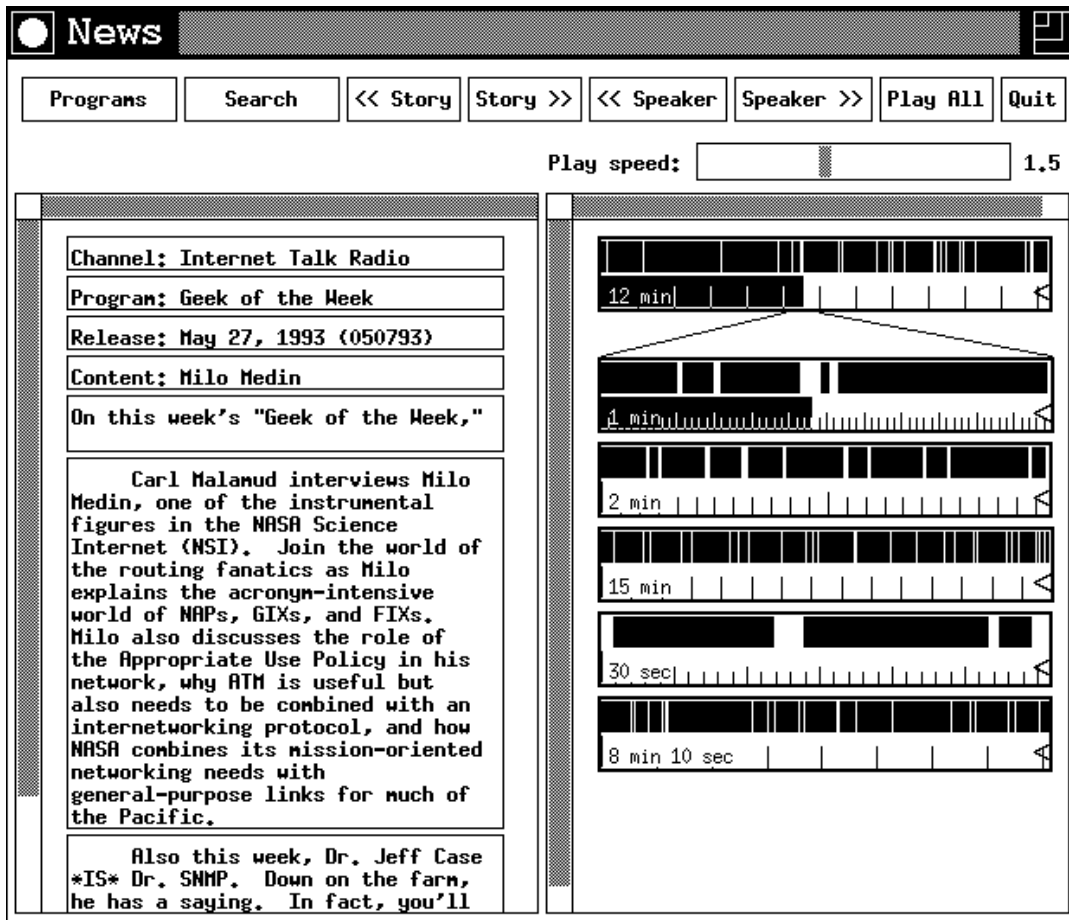 News
Programs Search << Story Story >> << Speaker Speaker >> Play All Quit
Play speed: 1.5
Channel: Internet Talk Radio
Program: Geek of the Week
Release: May 27, 1993 (050793)
Content: Milo Medin
On this week's "Geek of the Week,"
Carl Malamud interviews Milo
Medin, one of the instrumental
figures in the NASA Science
Internet (NSI). Join the world of
the routing fanatics as Milo
explains the acronym-intensive
world of NAPs, GIXs, and FIXs.
Milo also discusses the role of
the Appropriate Use Policy in his
network, why ATM is useful but
also needs to be combined with an
internetworking protocol, and how
NASA combines its mission-oriented
networking needs with
general-purpose links for much of
the Pacific.
Also this week, Dr. Jeff Case
*IS* Dr. SNMP. Down on the farm,
he has a saying. In fact, you'll
12 min
1 min
2 min
15 min
30 sec
8 min 10 sec